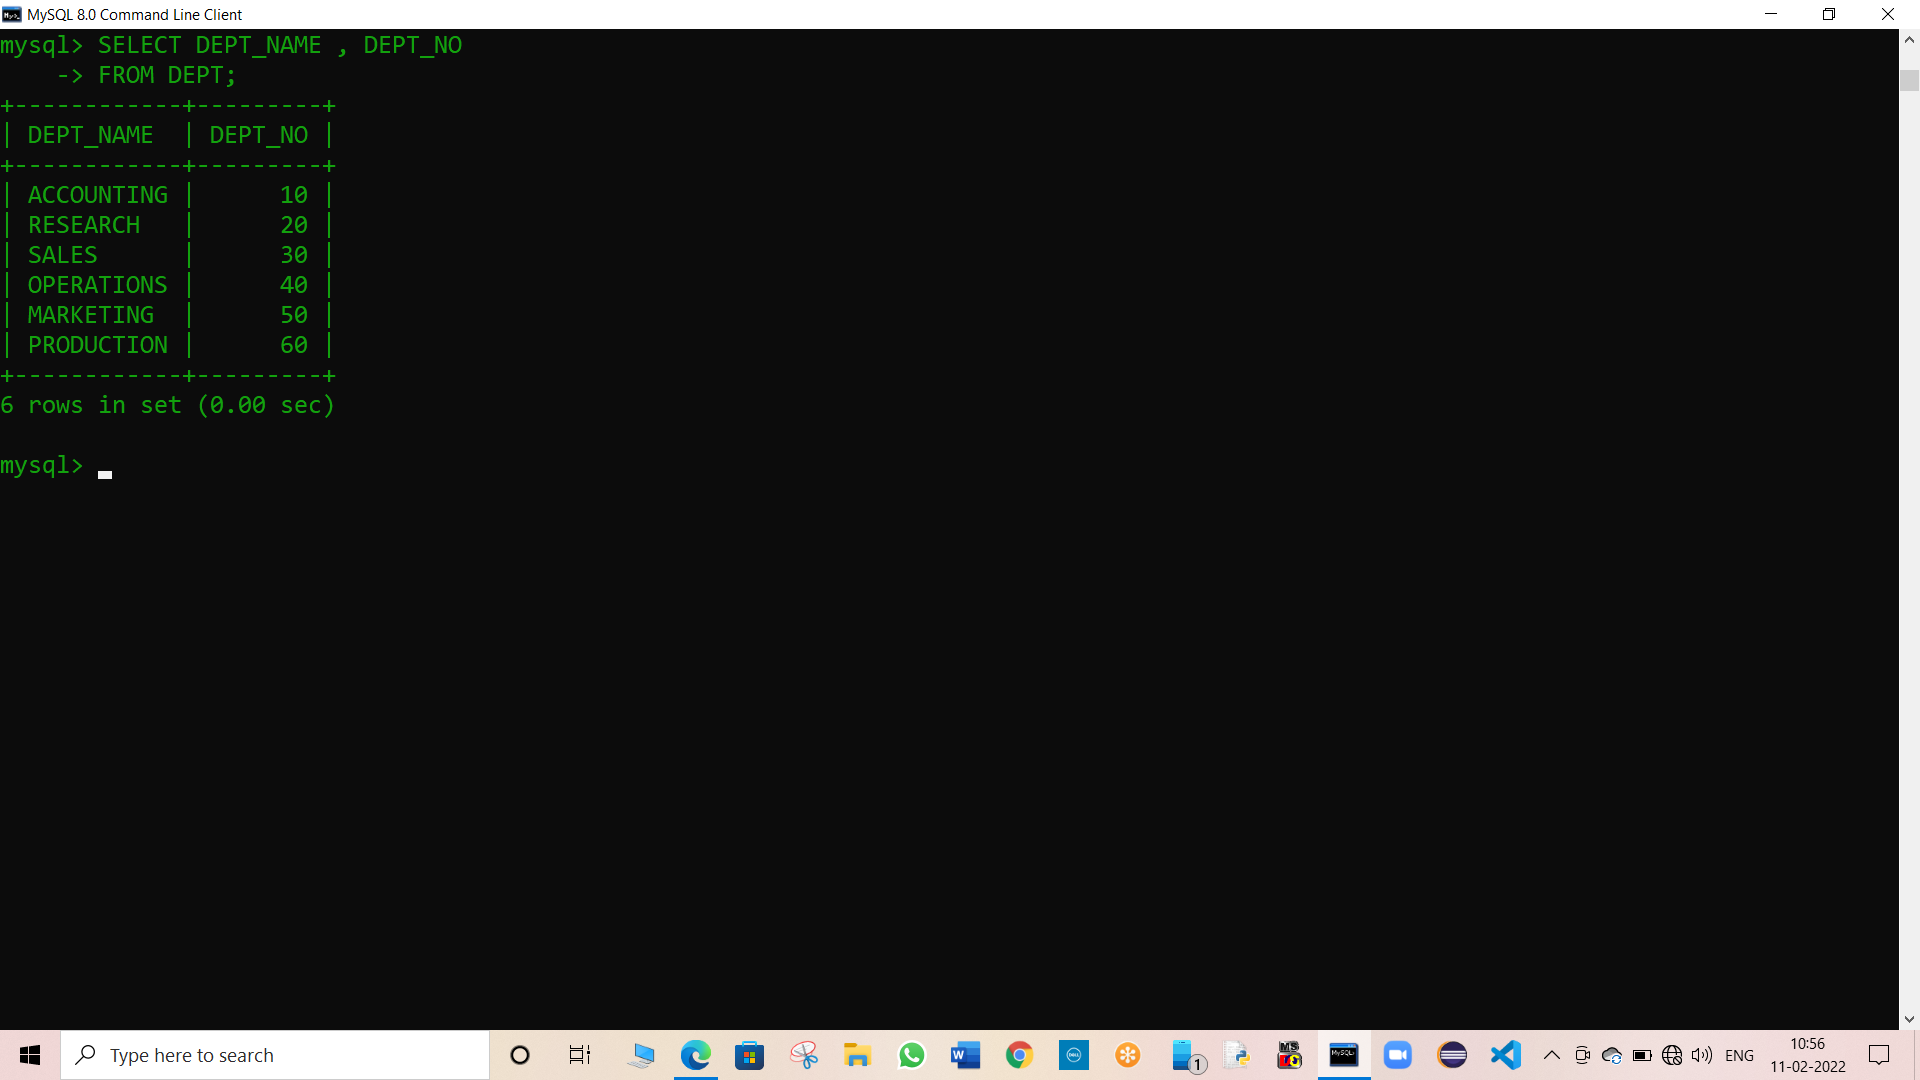 MySQL 8.0 Command Line Client
mysql> SELECT DEPT_NAME , DEPT_NO
    -> FROM DEPT;
+------------+---------+
| DEPT_NAME  | DEPT_NO |
+------------+---------+
| ACCOUNTING |      10 |
| RESEARCH   |      20 |
| SALES      |      30 |
| OPERATIONS |      40 |
| MARKETING  |      50 |
| PRODUCTION |      60 |
+------------+---------+
6 rows in set (0.00 sec)
mysql>
Type here to search
1
ENG
10:56
11-02-2022